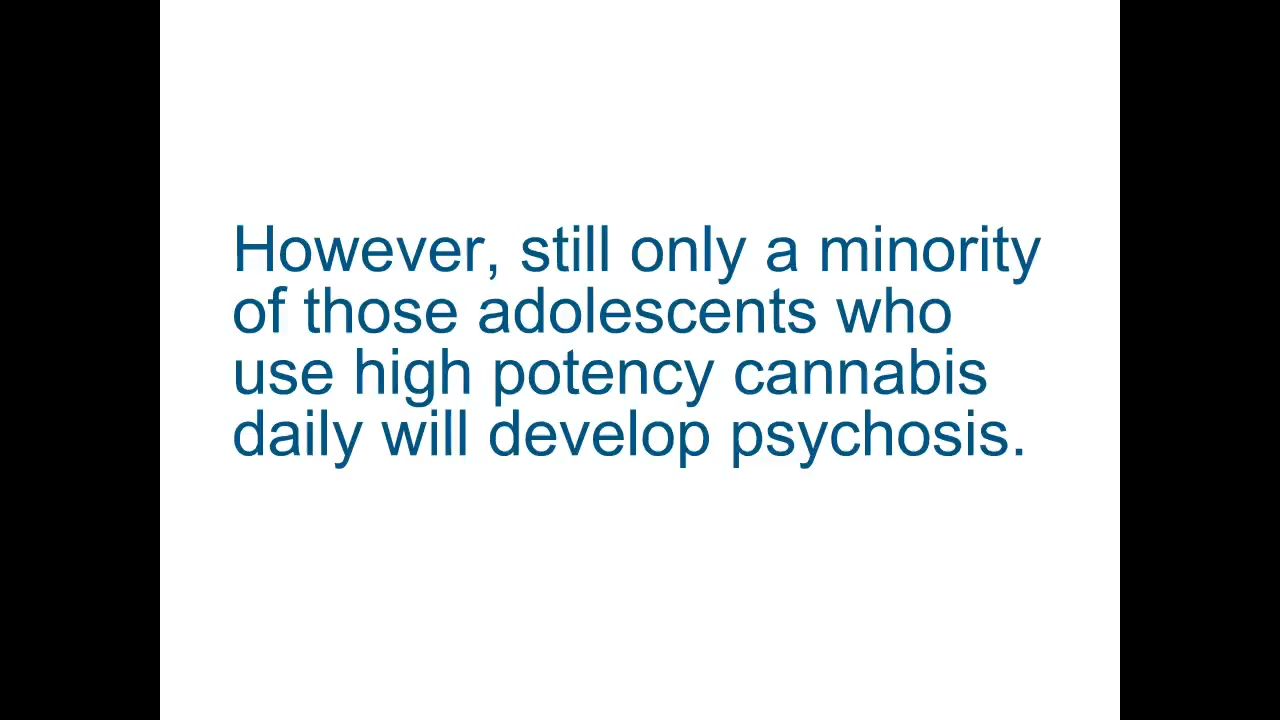 However, still only a minority
of those adolescents who
use high potency cannabis
daily will develop psychosis.